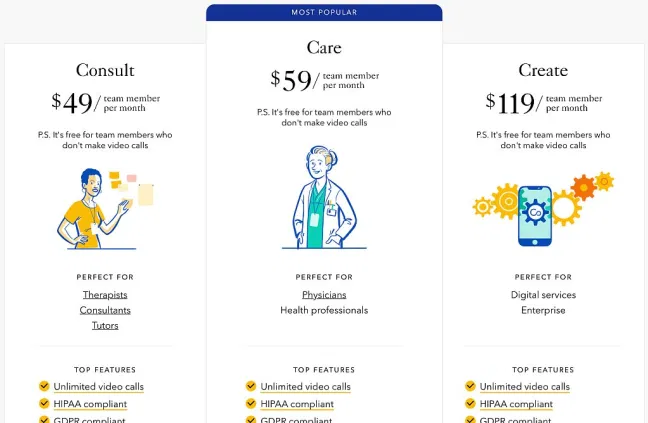 MOST POPULAR
Consult
$49/ team member
per month
P.S. It's free for team members who
don't make video calls
PERFECT FOR
Therapists
Consultants
Tutors
TOP FEATURES
Unlimited video calls
HIPAA compliant
GDPR compliant
Care
$59/ team member
per month
P.S. It's free for team members who
don't make video calls
PERFECT FOR
Physicians
Health professionals
TOP FEATURES
Unlimited video calls
HIPAA compliant
GDPR compliant
Create
$119/ team member
per month
P.S. It's free for team members who
don't make video calls
Co
PERFECT FOR
Digital services
Enterprise
TOP FEATURES
Unlimited video calls
HIPAA compliant
GDPR compliant